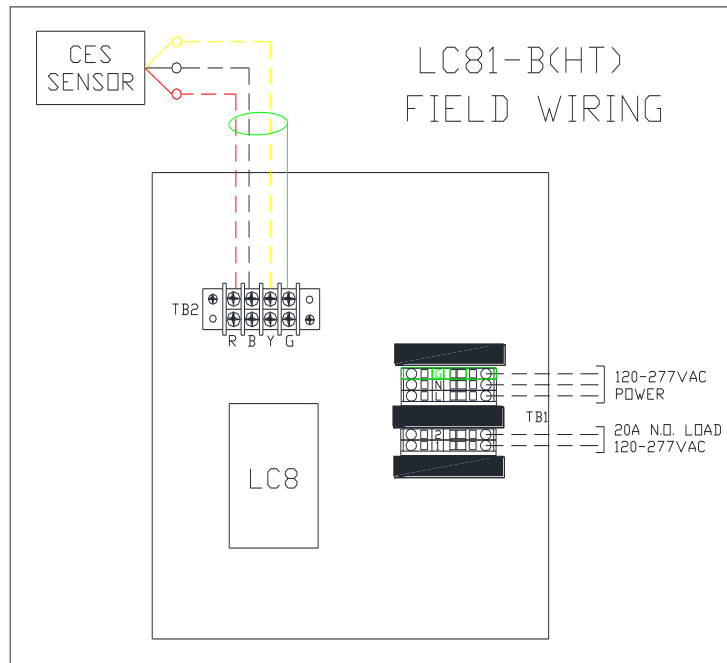 CES
SENSOR
LC81-B(HT)
FIELD WIRING
TB2
R B Y G
G
N
L
120-277VAC
POWER
TB1
2
1
20A N.O. LOAD
120-277VAC
LC8